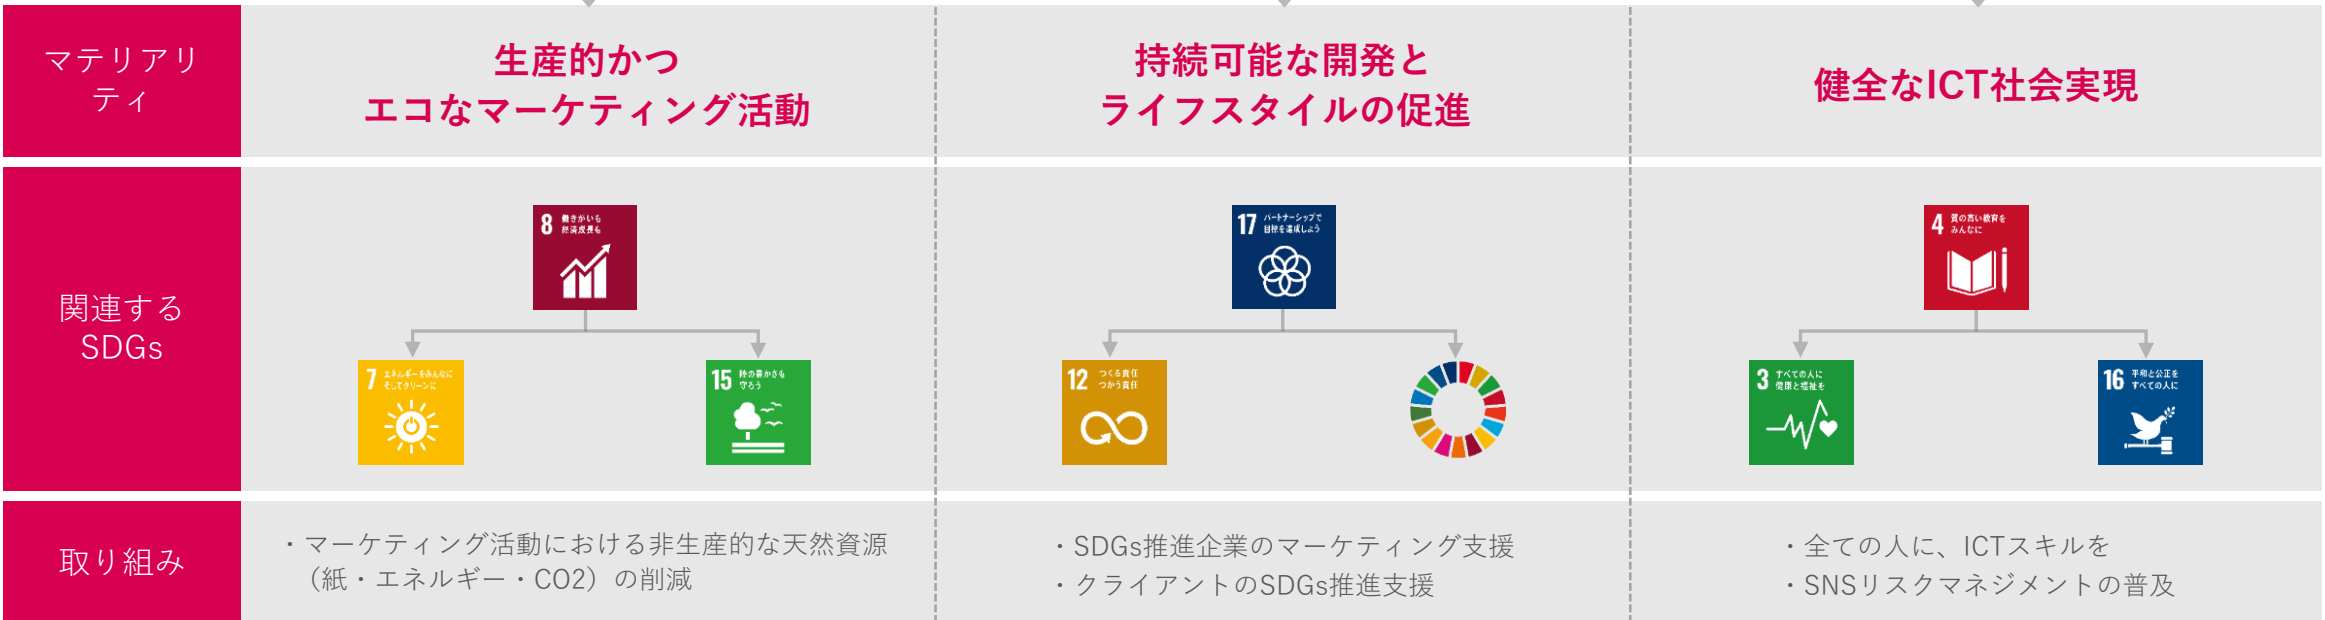 マテリアリ
ティ
生産的かつ
エコなマーケティング活動
持続可能な開発と
ライフスタイルの促進
健全なICT社会実現
関連する
SDGs
8 働きがいも
経済成長も
7 エネルギーをみんなに
そしてクリーンに
15 陸の豊かさも
守ろう
17 パートナーシップで
目標を達成しよう
12 つくる責任
つかう責任
4 質の高い教育を
みんなに
3 すべての人に
健康と福祉を
16 平和と公正を
すべての人に
取り組み
・マーケティング活動における非生産的な天然資源
（紙・エネルギー・CO2）の削減
・SDGs推進企業のマーケティング支援
・クライアントのSDGs推進支援
・全ての人に、ICTスキルを
・SNSリスクマネジメントの普及